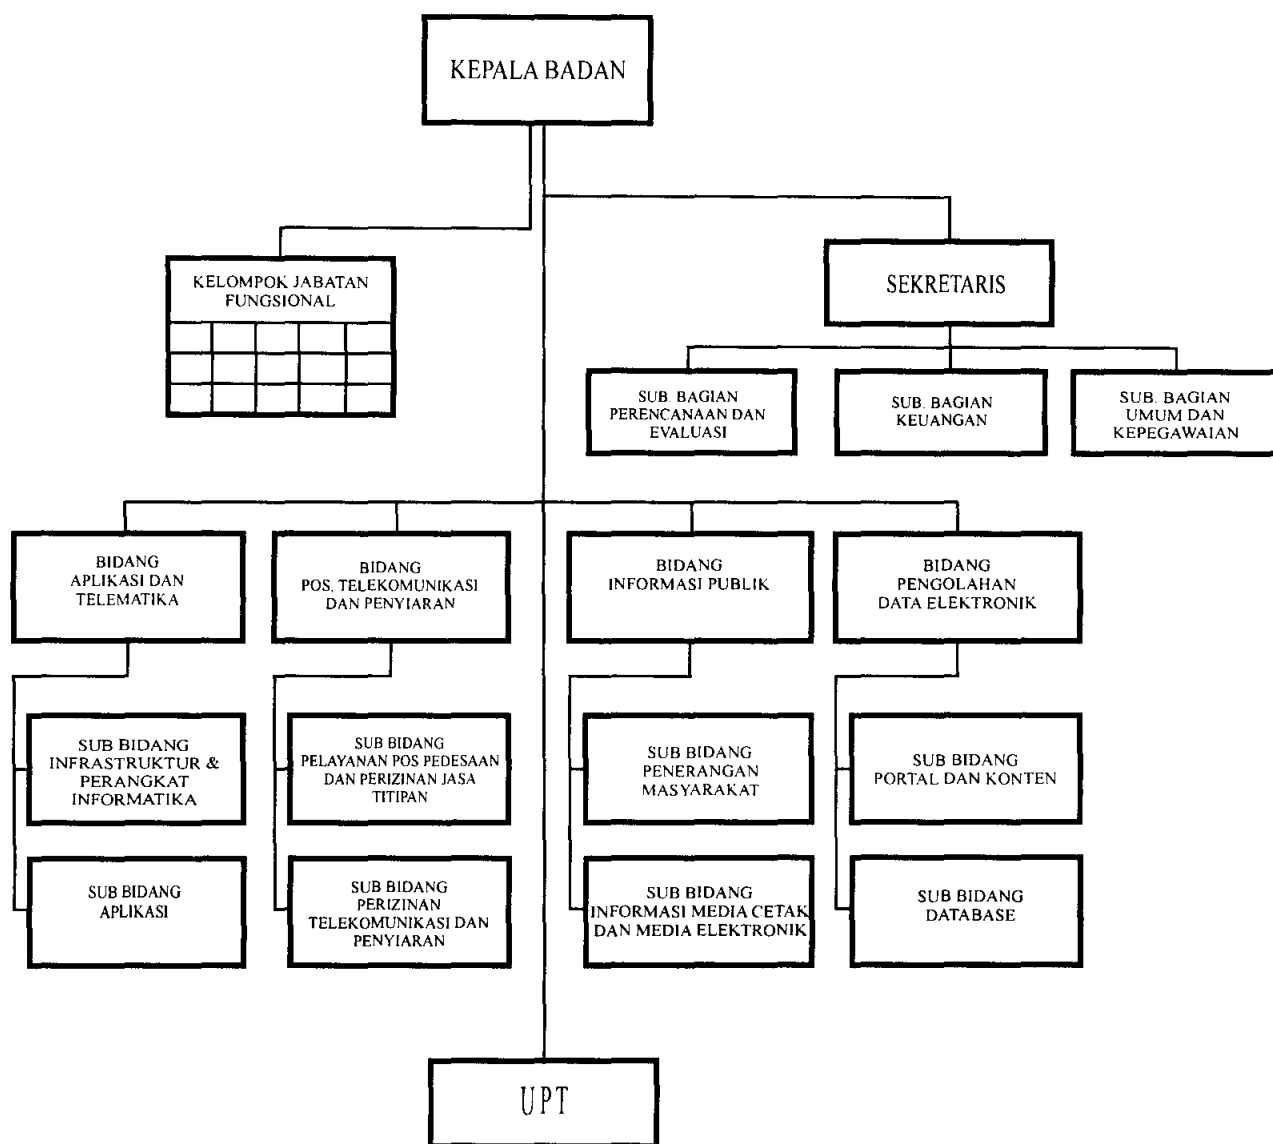 KEPALA BADAN
KELOMPOK JABATAN
FUNGSIONAL
SEKRETARIS
SUB. BAGIAN
PERENCANAAN DAN
EVALUASI
SUB. BAGIAN
KEUANGAN
SUB. BAGIAN
UMUM DAN
KEPEGAWAIAN
BIDANG
APLIKASI DAN
TELEMATIKA
BIDANG
POS, TELEKOMUNIKASI
DAN PENYIARAN
BIDANG
INFORMASI PUBLIK
BIDANG
PENGOLAHAN
DATA ELEKTRONIK
SUB BIDANG
INFRASTRUKTUR &
PERANGKAT
INFORMATIKA
SUB BIDANG
PELAYANAN POS PEDESAAN
DAN PERIZINAN JASA
TITIPAN
SUB BIDANG
PENERANGAN
MASYARAKAT
SUB BIDANG
PORTAL DAN KONTEN
SUB BIDANG
APLIKASI
SUB BIDANG
PERIZINAN
TELEKOMUNIKASI DAN
PENYIARAN
SUB BIDANG
INFORMASI MEDIA CETAK
DAN MEDIA ELEKTRONIK
SUB BIDANG
DATABASE
UPT